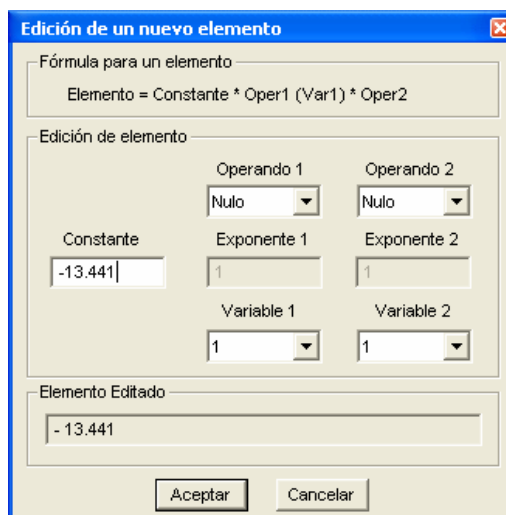 Edición de un nuevo elemento
Fórmula para un elemento
Elemento = Constante * Oper1 (Var1) * Oper2
Edición de elemento
Operando 1 Operando 2
Nulo Nulo
Constante Exponente 1 Exponente 2
-13.441 1 1
Variable 1 Variable 2
1 1
Elemento Editado
- 13.441
Aceptar Cancelar